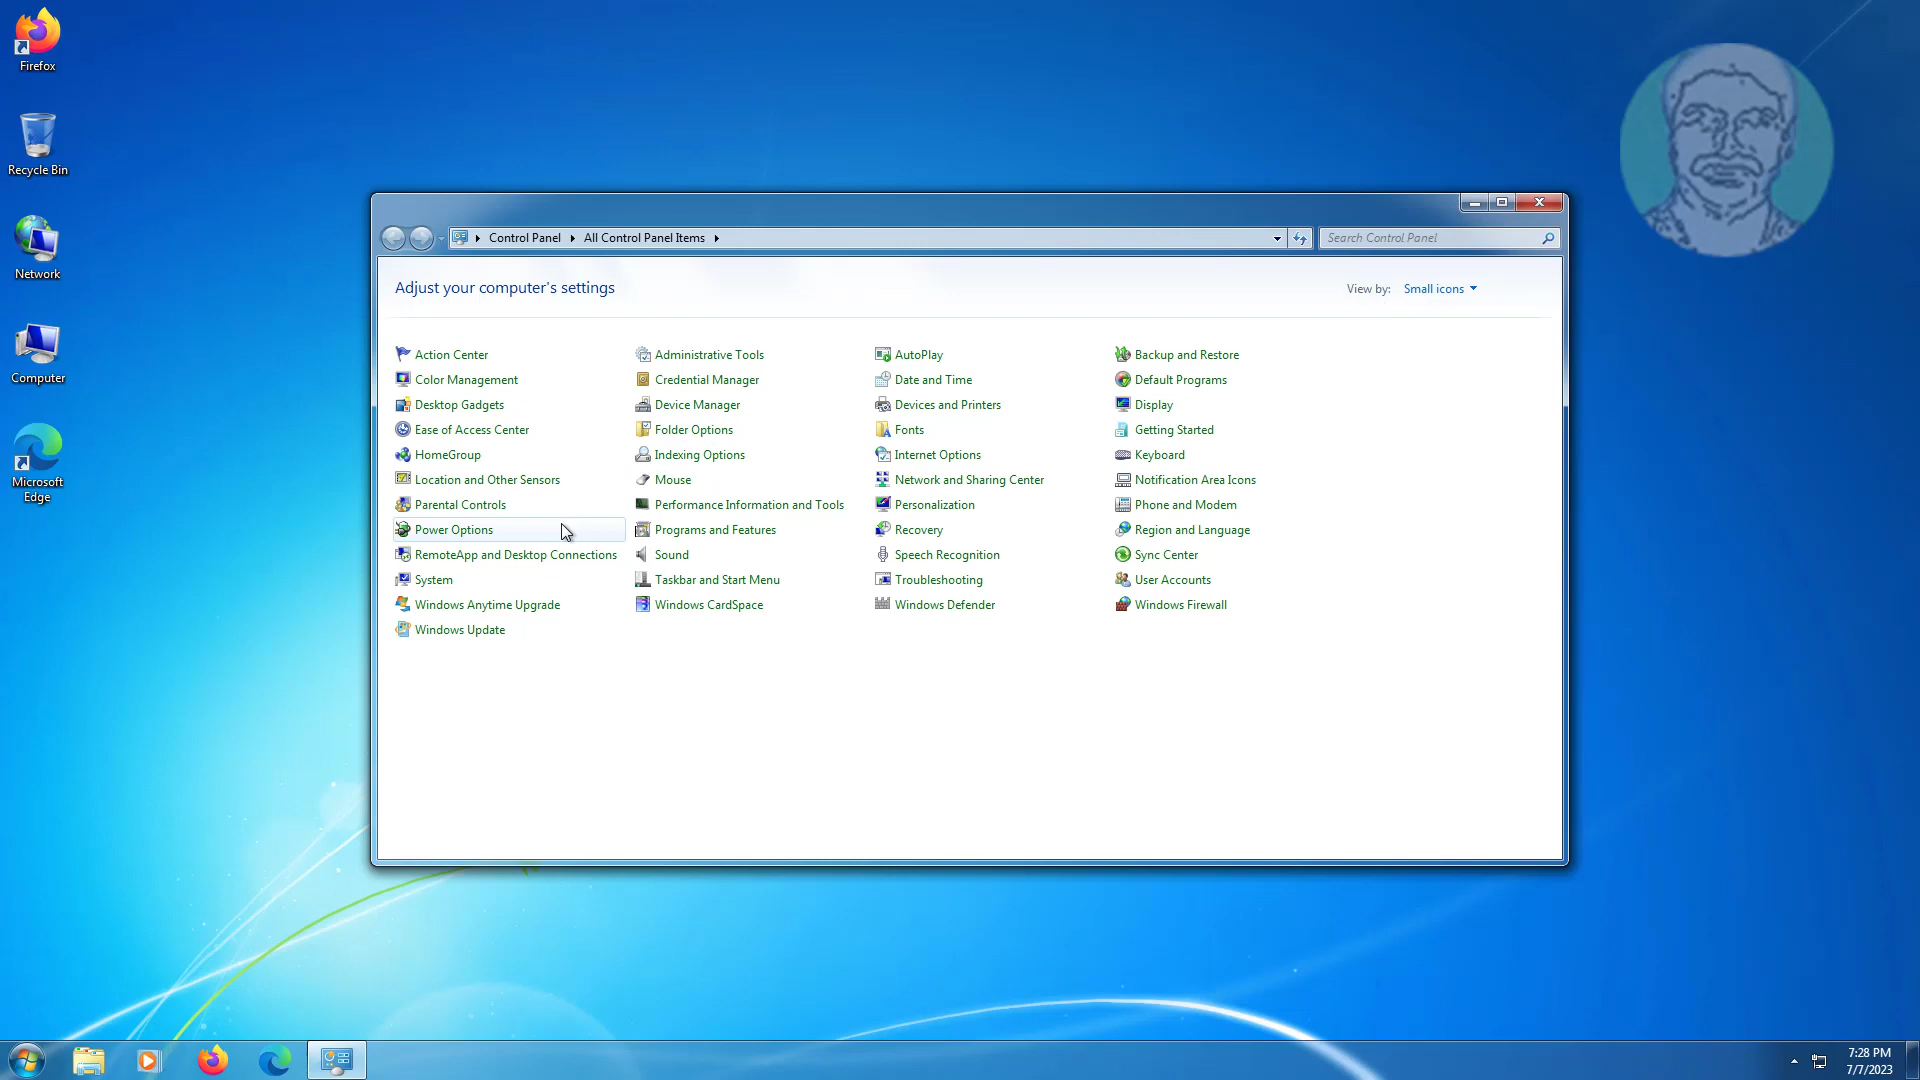 Firefox
Recycle Bin
Network
Computer
Microsoft
Edge
Control Panel
All Control Panel Items
Search Control Panel
Adjust your computer's settings
View by:
Small icons
Action Center
Administrative Tools
AutoPlay
Backup and Restore
Color Management
Credential Manager
Date and Time
Default Programs
Desktop Gadgets
Device Manager
Devices and Printers
Display
Ease of Access Center
Folder Options
Fonts
Getting Started
HomeGroup
Indexing Options
Internet Options
Keyboard
Location and Other Sensors
Mouse
Network and Sharing Center
Notification Area Icons
Parental Controls
Performance Information and Tools
Personalization
Phone and Modem
Power Options
Programs and Features
Recovery
Region and Language
RemoteApp and Desktop Connections
Sound
Speech Recognition
Sync Center
System
Taskbar and Start Menu
Troubleshooting
User Accounts
Windows Anytime Upgrade
Windows CardSpace
Windows Defender
Windows Firewall
Windows Update
7:28 PM
7/7/2023